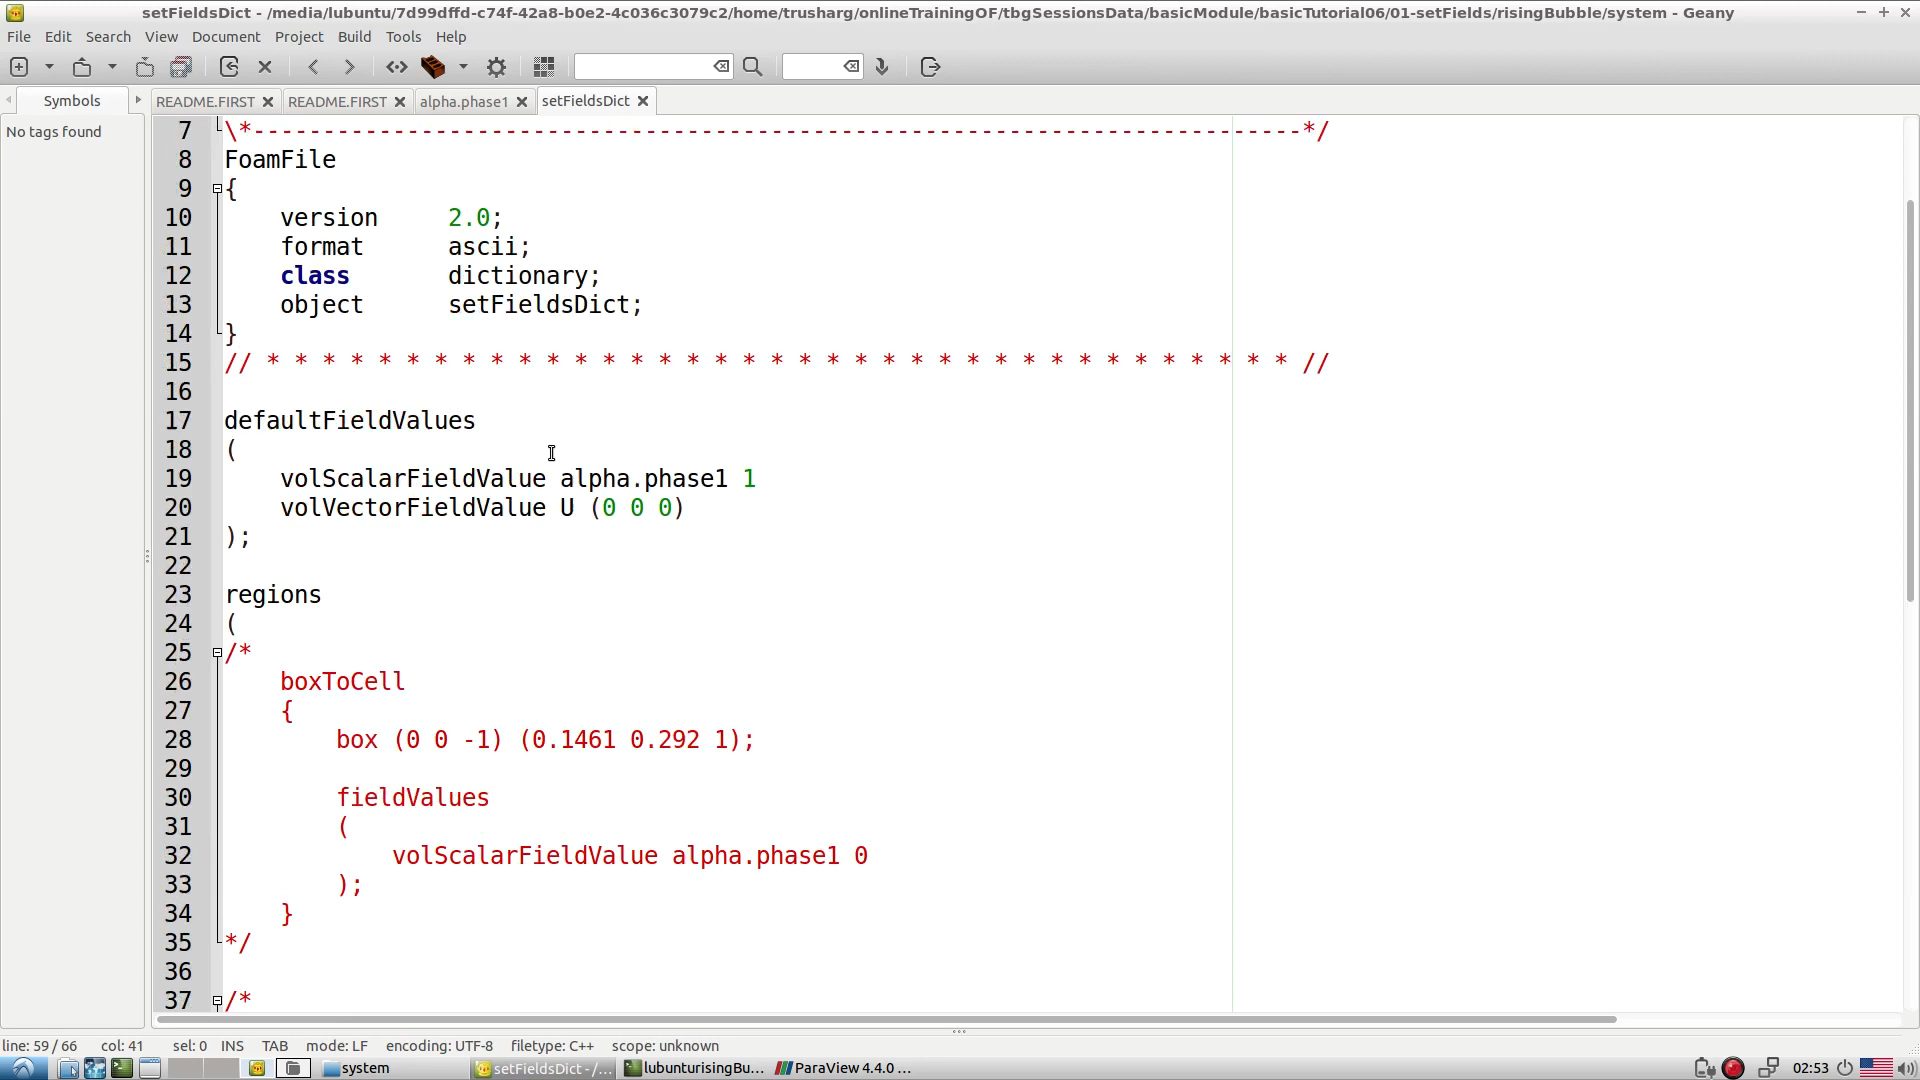 setFieldsDict - /media/lubuntu/7d99dffd-c74f-42a8-b0e2-4c036c3079c2/home/trusharg/onlineTrainingOF/tbgSessionsData/basicModule/basicTutorial06/01-setFields/risingBubble/system - Geany
File Edit Search View Document Project Build Tools Help
Symbols README.FIRST README.FIRST alpha.phase1 setFieldsDict
No tags found
7 \*---------------------------------------------------------------------------*/
8 FoamFile
9 {
10 version 2.0;
11 format ascii;
12 class dictionary;
13 object setFieldsDict;
14 }
15 // * * * * * * * * * * * * * * * * * * * * * * * * * * * * * * * * * * * * * //
16
17 defaultFieldValues
18 (
19 volScalarFieldValue alpha.phase1 1
20 volVectorFieldValue U (0 0 0)
21 );
22
23 regions
24 (
25 /*
26 boxToCell
27 {
28 box (0 0 -1) (0.1461 0.292 1);
29
30 fieldValues
31 (
32 volScalarFieldValue alpha.phase1 0
33 );
34 }
35 */
36
37 /*
line: 59 / 66 col: 41 sel: 0 INS TAB mode: LF encoding: UTF-8 filetype: C++ scope: unknown
system setFieldsDict - /... lubunturisingBu... ParaView 4.4.0 ... 02:53